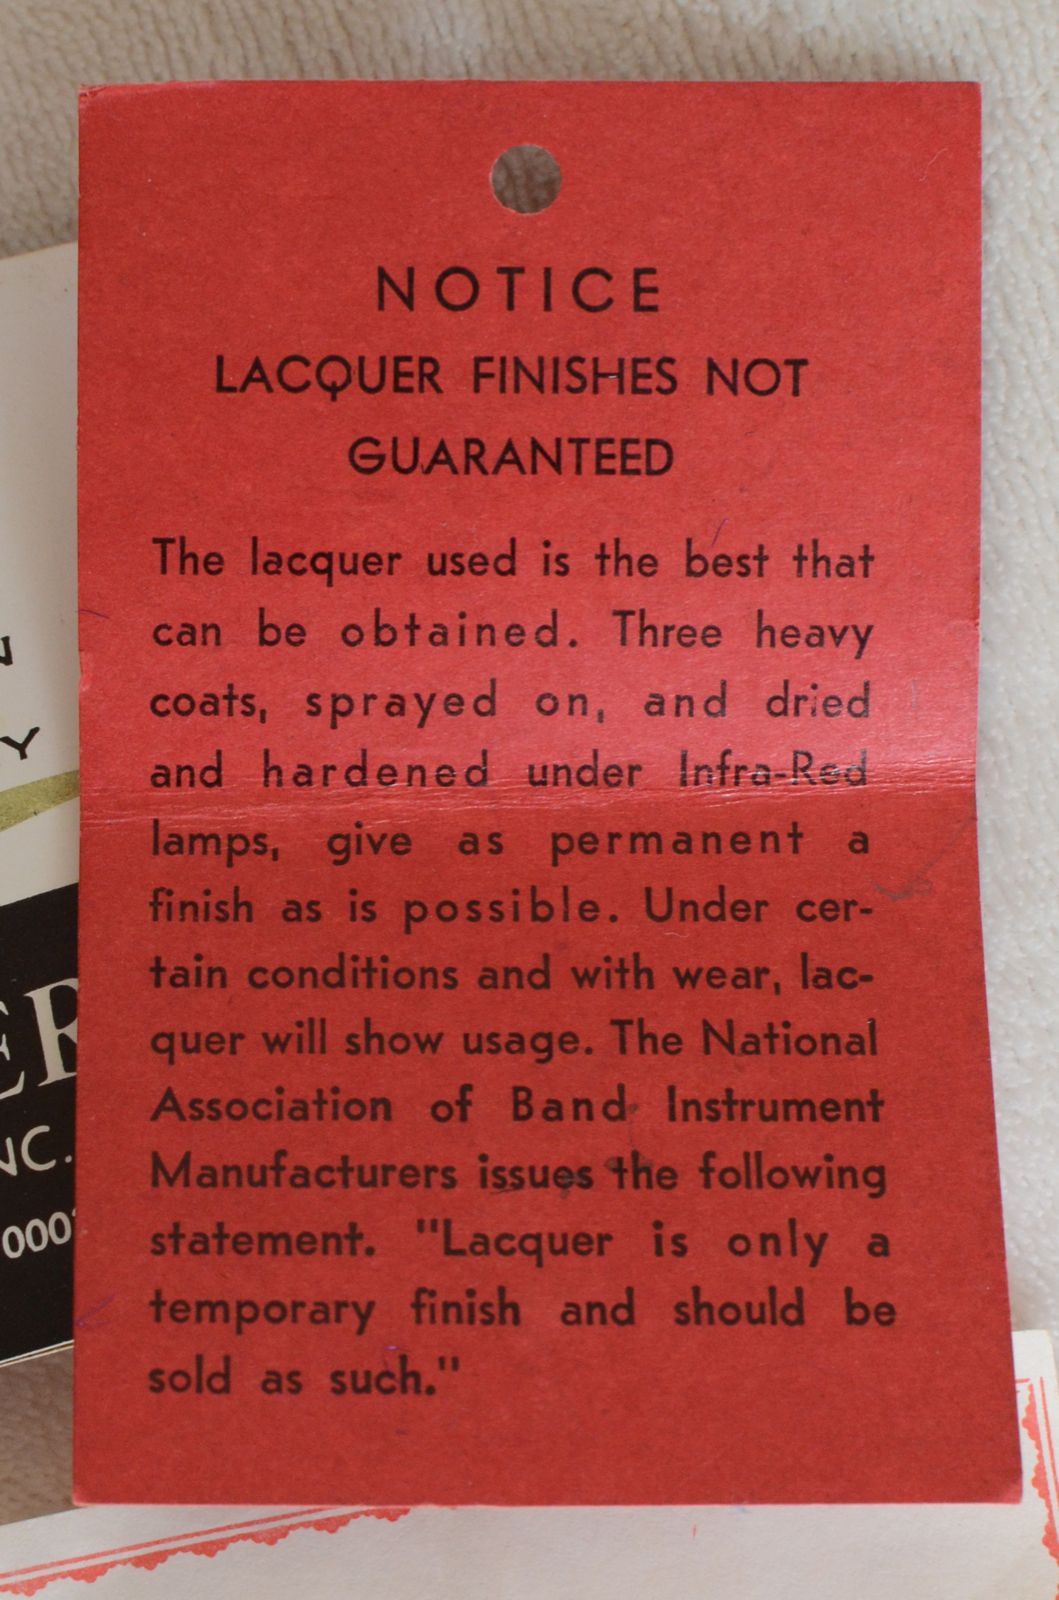 NOTICE
LACQUER FINISHES NOT
GUARANTEED
The lacquer used is the best that
can be obtained. Three heavy
coats, sprayed on, and dried
and hardened under Infra-Red
lamps, give as permanent a
finish as is possible. Under cer-
tain conditions and with wear, lac-
quer will show usage. The National
Association of Band Instrument
Manufacturers issues the following
statement. "Lacquer is only a
temporary finish and should be
sold as such."
N
Y
ER
NC.
0003